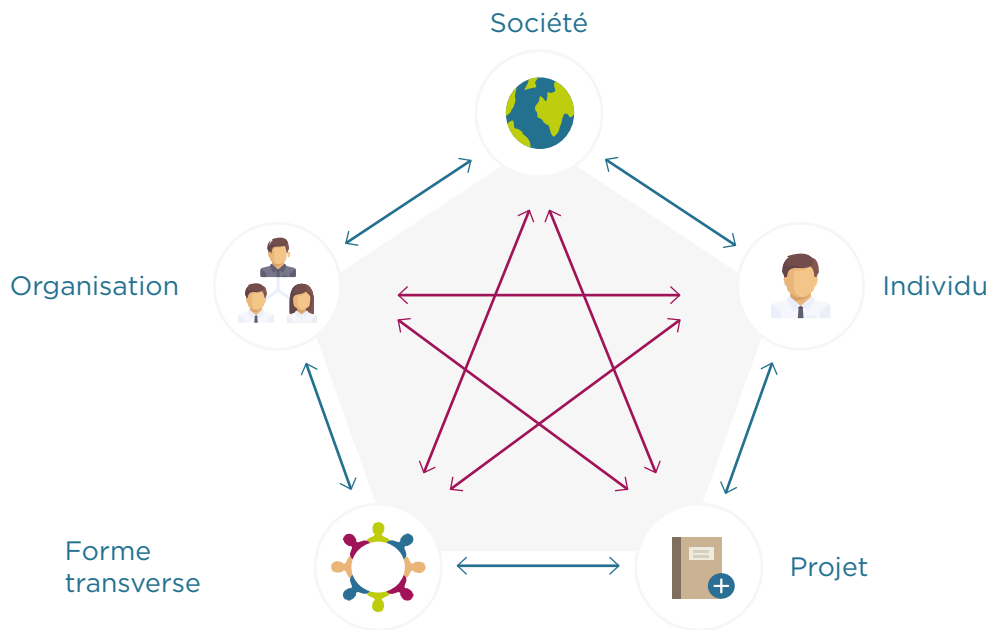 Société
Organisation
Individu
Forme
transverse
Projet